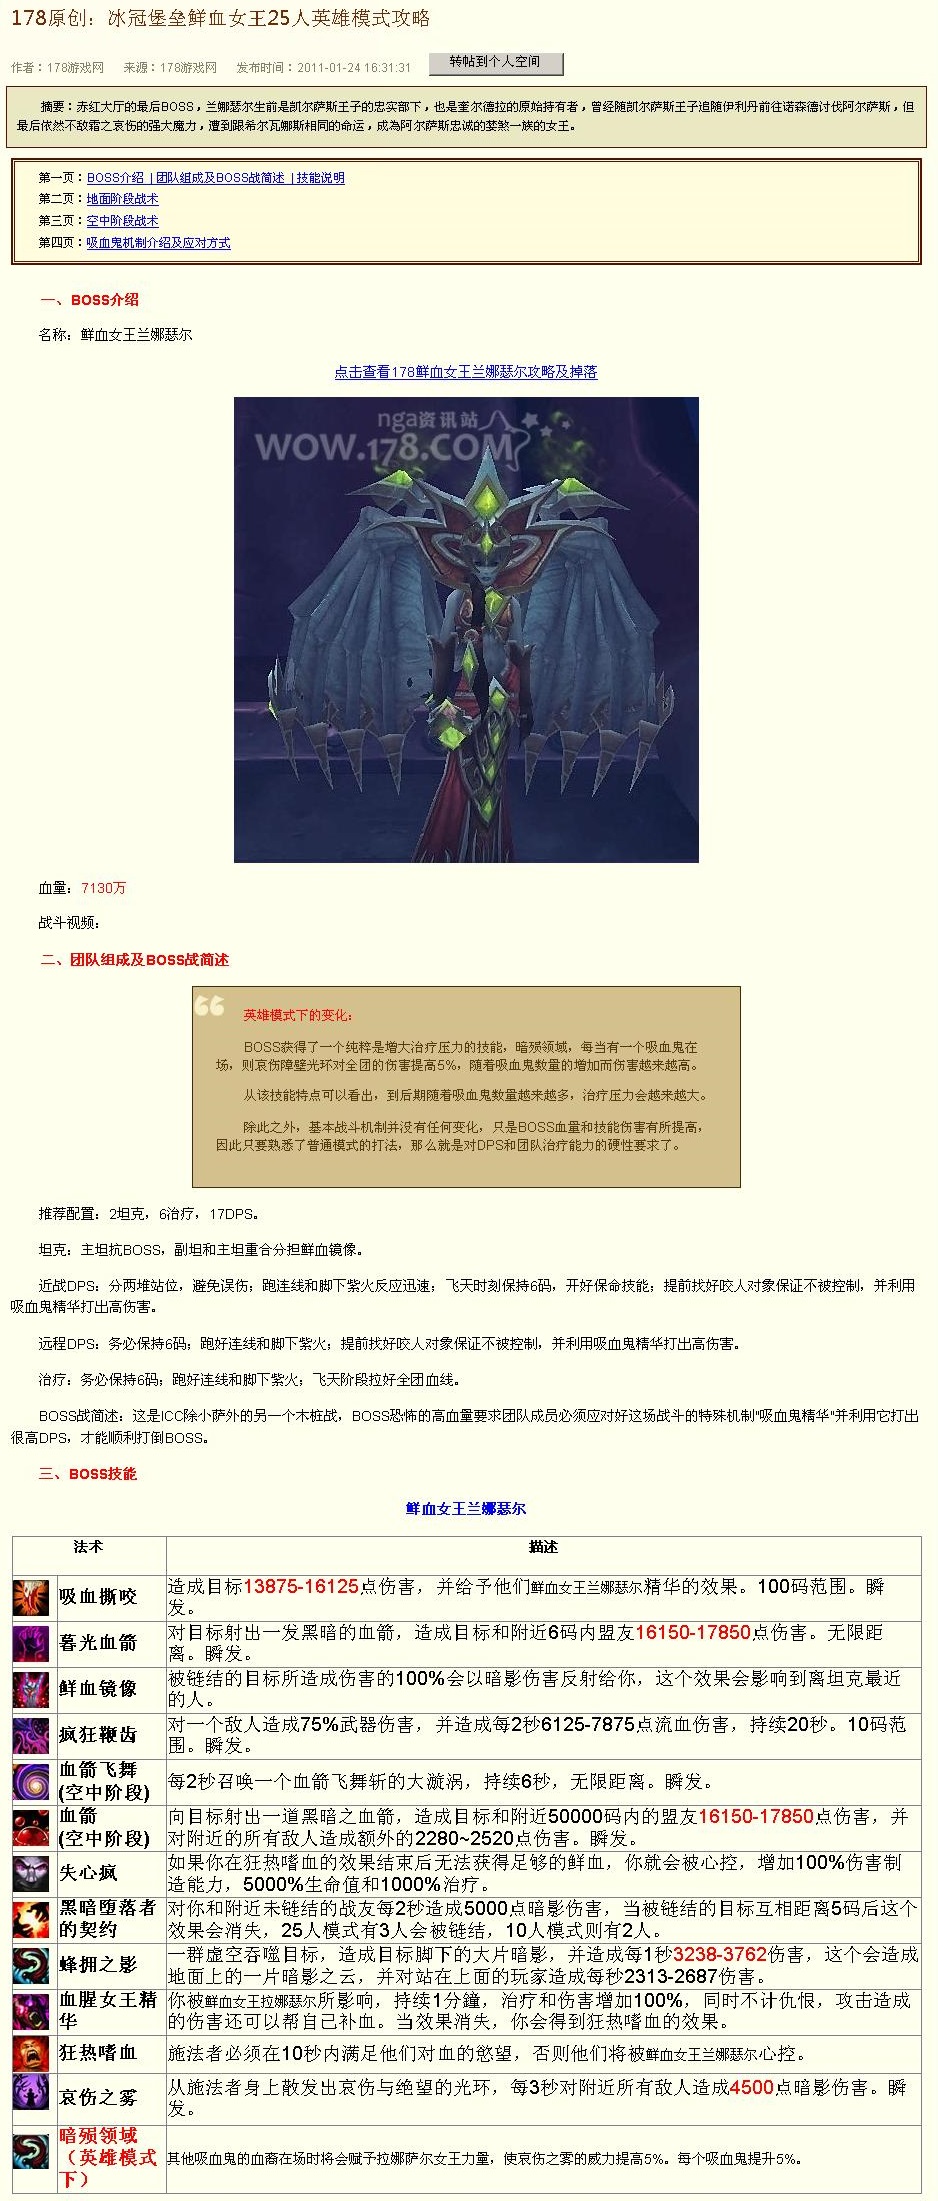 178原创：冰冠堡垒鲜血女王25人英雄模式攻略
作者：178游戏网 来源：178游戏网 发布时间：2011-01-24 16:31:31 转帖到个人空间
摘要：赤红大厅的最后BOSS，兰娜瑟尔生前是凯尔萨斯王子的忠实部下，也是奎尔德拉的原始持有者，曾经随凯尔萨斯王子追随伊利丹前往诺森德讨伐阿尔萨斯，但
最后依然不敌霜之哀伤的强大魔力，遭到跟希尔瓦娜斯相同的命运，成為阿尔萨斯忠诚的婪煞一族的女王。
第一页：BOSS介绍 | 团队组成及BOSS战简述 | 技能说明
第二页：地面阶段战术
第三页：空中阶段战术
第四页：吸血鬼机制介绍及应对方式
一、BOSS介绍
名称：鲜血女王兰娜瑟尔
点击查看178鲜血女王兰娜瑟尔攻略及掉落
nga资讯站
WOW.178.COM
血量：7130万
战斗视频：
二、团队组成及BOSS战简述
英雄模式下的变化：
BOSS获得了一个纯粹是增大治疗压力的技能，暗殒领域，每当有一个吸血鬼在
场，则哀伤障壁光环对全团的伤害提高5%，随着吸血鬼数量的增加而伤害越来越高。
从该技能特点可以看出，到后期随着吸血鬼数量越来越多，治疗压力会越来越大。
除此之外，基本战斗机制并没有任何变化，只是BOSS血量和技能伤害有所提高，
因此只要熟悉了普通模式的打法，那么就是对DPS和团队治疗能力的硬性要求了。
推荐配置：2坦克，6治疗，17DPS。
坦克：主坦抗BOSS，副坦和主坦重合分担鲜血镜像。
近战DPS：分两堆站位，避免误伤；跑连线和脚下紫火反应迅速；飞天时刻保持6码，开好保命技能；提前找好咬人对象保证不被控制，并利用
吸血鬼精华打出高伤害。
远程DPS：务必保持6码；跑好连线和脚下紫火；提前找好咬人对象保证不被控制，并利用吸血鬼精华打出高伤害。
治疗：务必保持6码；跑好连线和脚下紫火；飞天阶段拉好全团血线。
BOSS战简述：这是ICC除小萨外的另一个木桩战，BOSS恐怖的高血量要求团队成员必须应对好这场战斗的特殊机制"吸血鬼精华"并利用它打出
很高DPS，才能顺利打倒BOSS。
三、BOSS技能
鲜血女王兰娜瑟尔
法术 描述
吸血撕咬 造成目标13875-16125点伤害，并给予他们鲜血女王兰娜瑟尔精华的效果。100码范围。瞬
发。
暮光血箭 对目标射出一发黑暗的血箭，造成目标和附近6码内盟友16150-17850点伤害。无限距
离。瞬发。
鲜血镜像 被链结的目标所造成伤害的100%会以暗影伤害反射给你，这个效果会影响到离坦克最近
的人。
疯狂鞭齿 对一个敌人造成75%武器伤害，并造成每2秒6125-7875点流血伤害，持续20秒。10码范
围。瞬发。
血箭飞舞
(空中阶段) 每2秒召唤一个血箭飞舞斩的大漩涡，持续6秒，无限距离。瞬发。
血箭
(空中阶段) 向目标射出一道黑暗之血箭，造成目标和附近50000码内的盟友16150-17850点伤害，并
对附近的所有敌人造成额外的2280~2520点伤害。瞬发。
失心疯 如果你在狂热嗜血的效果结束后无法获得足够的鲜血，你就会被心控，增加100%伤害制
造能力，5000%生命值和1000%治疗。
黑暗堕落者
的契约 对你和附近未链结的战友每2秒造成5000点暗影伤害，当被链结的目标互相距离5码后这个
效果会消失，25人模式有3人会被链结，10人模式则有2人。
蜂拥之影 一群虚空吞噬目标，造成目标脚下的大片暗影，并造成每1秒3238-3762伤害，这个会造成
地面上的一片暗影之云，并对站在上面的玩家造成每秒2313-2687伤害。
血腥女王精
华 你被鲜血女王拉娜瑟尔所影响，持续1分鐘，治疗和伤害增加100%，同时不计仇恨，攻击造成
的伤害还可以帮自己补血。当效果消失，你会得到狂热嗜血的效果。
狂热嗜血 施法者必须在10秒内满足他们对血的慾望，否则他们将被鲜血女王兰娜瑟尔心控。
哀伤之雾 从施法者身上散发出哀伤与绝望的光环，每3秒对附近所有敌人造成4500点暗影伤害。瞬
发。
暗殒领域
（英雄模式
下） 其他吸血鬼的血裔在场时将会赋予拉娜萨尔女王力量，使哀伤之雾的威力提高5%。每个吸血鬼提升5%。